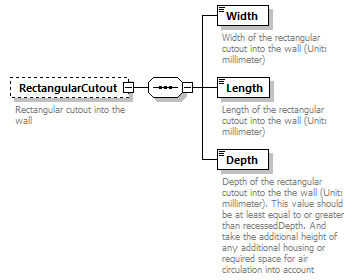 Width
Width of the rectangular
cutout into the wall (Unit:
millimeter)
RectangularCutout
Rectangular cutout into the
wall
Length
Length of the rectangular
cutout into the wall (Unit:
millimeter)
Depth
Depth of the rectangular
cutout into the the wall (Unit:
millimeter). This value should
be at least equal to or greater
than recessedDepth. And
take the additional height of
any additional housing or
required space for air
circulation into account